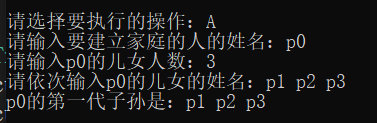 请选择要执行的操作：A
请输入要建立家庭的人的姓名：p0
请输入p0的儿女人数：3
请依次输入p0的儿女的姓名：p1 p2 p3
p0的第一代子孙是：p1 p2 p3